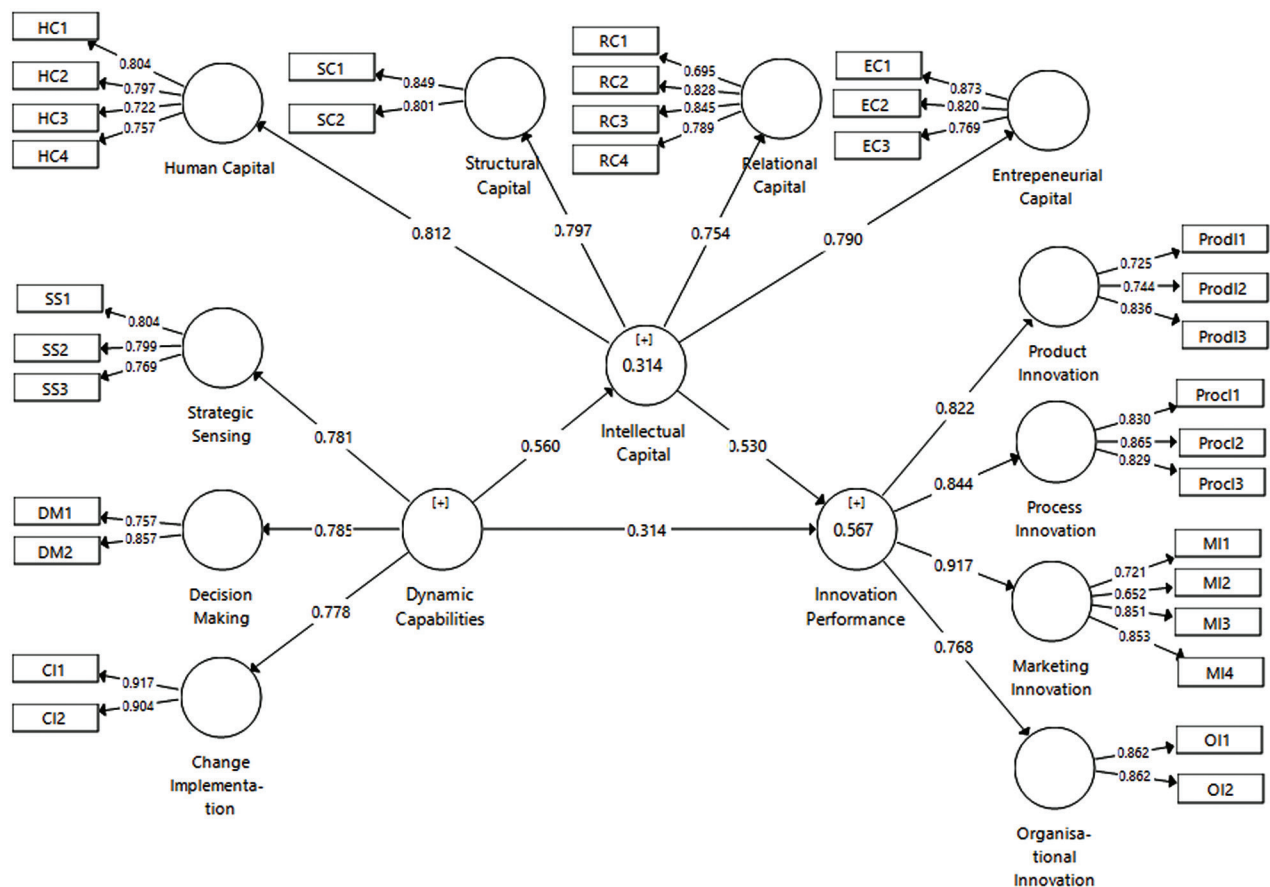 HC1
0.804
HC2
0.797
HC3
0.722
HC4
0.757
Human Capital
SC1
0.849
SC2
0.801
Structural
Capital
RC1
0.695
RC2
0.828
RC3
0.845
RC4
0.789
Relational
Capital
EC1
0.873
EC2
0.820
EC3
0.769
Entrepeneurial
Capital
0.812
0.797
0.754
0.790
SS1
0.804
SS2
0.799
SS3
0.769
Strategic
Sensing
0.781
[+]
0.314
Intellectual
Capital
0.560
0.530
ProdI1
0.725
ProdI2
0.744
ProdI3
0.836
Product
Innovation
0.822
ProcI1
0.830
ProcI2
0.865
ProcI3
0.829
Process
Innovation
0.844
DM1
0.757
DM2
0.857
Decision
Making
0.785
[+]
Dynamic
Capabilities
0.314
[+]
0.567
Innovation
Performance
0.917
MI1
0.721
MI2
0.652
MI3
0.851
MI4
0.853
Marketing
Innovation
0.778
0.768
CI1
0.917
CI2
0.904
Change
Implementa-
tion
OI1
0.862
OI2
0.862
Organisa-
tional
Innovation